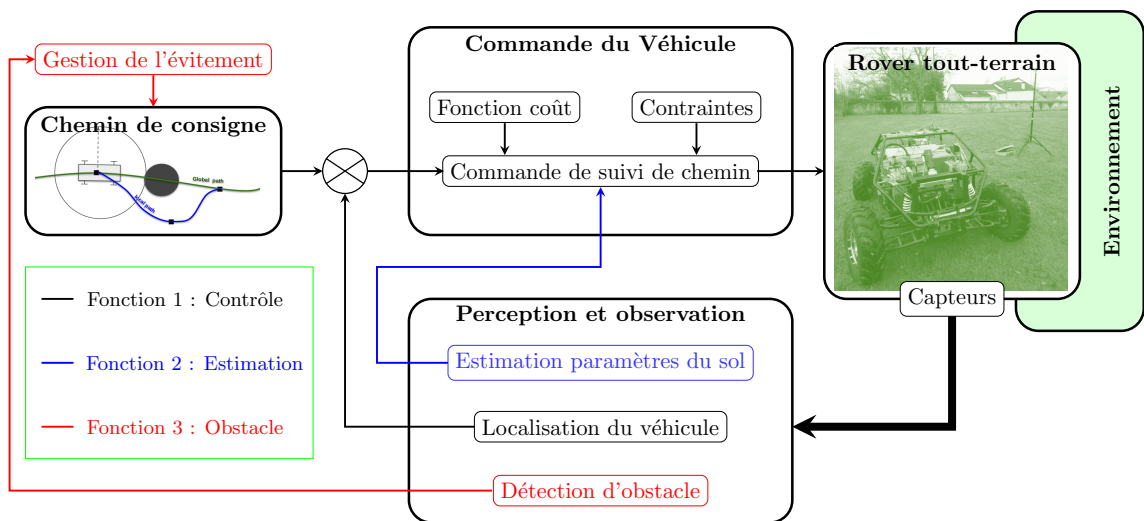 Gestion de l'évitement
Chemin de consigne
Global path
local path
Commande du Véhicule
Fonction coût
Contraintes
Commande de suivi de chemin
Rover tout-terrain
Capteurs
Environnement
Fonction 1 : Contrôle
Fonction 2 : Estimation
Fonction 3 : Obstacle
Perception et observation
Estimation paramètres du sol
Localisation du véhicule
Détection d'obstacle